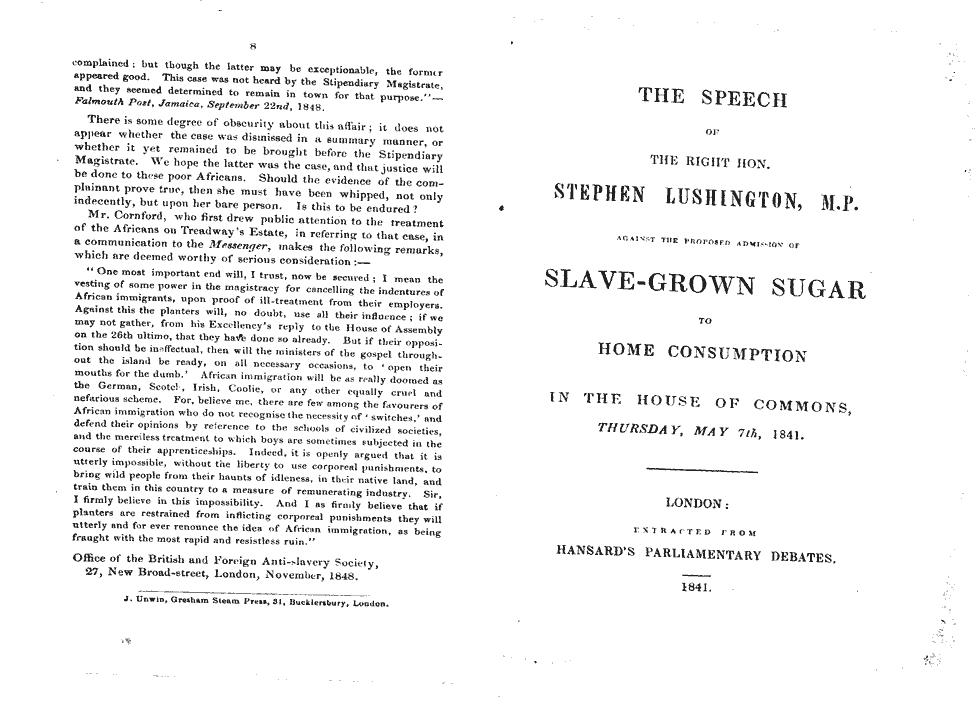 8
complained ; but though the latter may be exceptionable, the former
appeared good. This case was not heard by the Stipendiary Magistrate,
and they seemed determined to remain in town for that purpose."—
Falmouth Post, Jamaica, September 22nd, 1848.
There is some degree of obscurity about this affair ; it does not
appear whether the case was dismissed in a summary manner, or
whether it yet remained to be brought before the Stipendiary
Magistrate. We hope the latter was the case, and that justice will
be done to these poor Africans. Should the evidence of the com-
plainant prove true, then she must have been whipped, not only
indecently, but upon her bare person. Is this to be endured ?
Mr. Cornford, who first drew public attention to the treatment
of the Africans on Treadway's Estate, in referring to that case, in
a communication to the Messenger, makes the following remarks,
which are deemed worthy of serious consideration :—
" One most important end will, I trust, now be secured ; I mean the
vesting of some power in the magistracy for cancelling the indentures of
African immigrants, upon proof of ill-treatment from their employers.
Against this the planters will, no doubt, use all their influence ; if we
may not gather, from his Excellency's reply to the House of Assembly
on the 26th ultimo, that they have done so already. But if their opposi-
tion should be ineffectual, then will the ministers of the gospel through-
out the island be ready, on all necessary occasions, to ' open their
mouths for the dumb.' African immigration will be as really doomed as
the German, Scotch, Irish, Coolie, or any other equally cruel and
nefarious scheme. For, believe me, there are few among the favourers of
African immigration who do not recognise the necessity of ' switches,' and
defend their opinions by reference to the schools of civilized societies,
and the merciless treatment to which boys are sometimes subjected in the
course of their apprenticeships. Indeed, it is openly argued that it is
utterly impossible, without the liberty to use corporeal punishments, to
bring wild people from their haunts of idleness, in their native land, and
train them in this country to a measure of remunerating industry. Sir,
I firmly believe in this impossibility. And I as firmly believe that if
planters are restrained from inflicting corporeal punishments they will
utterly and for ever renounce the idea of African immigration, as being
fraught with the most rapid and resistless ruin."
Office of the British and Foreign Anti-slavery Society,
27, New Broad-street, London, November, 1848.
J. Unwin, Gresham Steam Press, 31, Bucklersbury, London.
THE SPEECH
OF
THE RIGHT HON.
STEPHEN LUSHINGTON, M.P.
AGAINST THE PROPOSED ADMISSION OF
SLAVE-GROWN SUGAR
TO
HOME CONSUMPTION
IN THE HOUSE OF COMMONS,
THURSDAY, MAY 7th, 1841.
LONDON :
EXTRACTED FROM
HANSARD'S PARLIAMENTARY DEBATES.
1841.